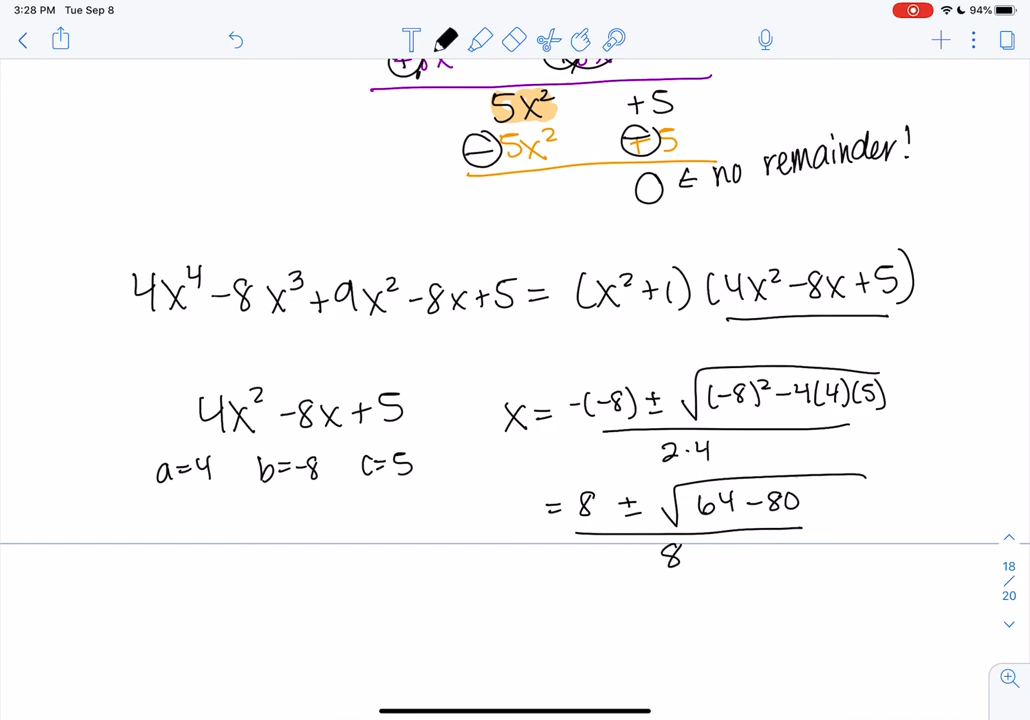 3:28 PM Tue Sep 8
94%
5x² +5
5x² +5
0 ← no remainder!
4x⁴ -8x³ +9x² -8x+5 = (x²+1) (4x²-8x+5)
4x² -8x+5
a=4 b=-8 c=5
x = -(-8) ± √(-8)²-4(4)(5)
2·4
= 8 ± √64-80
8
18
/
20